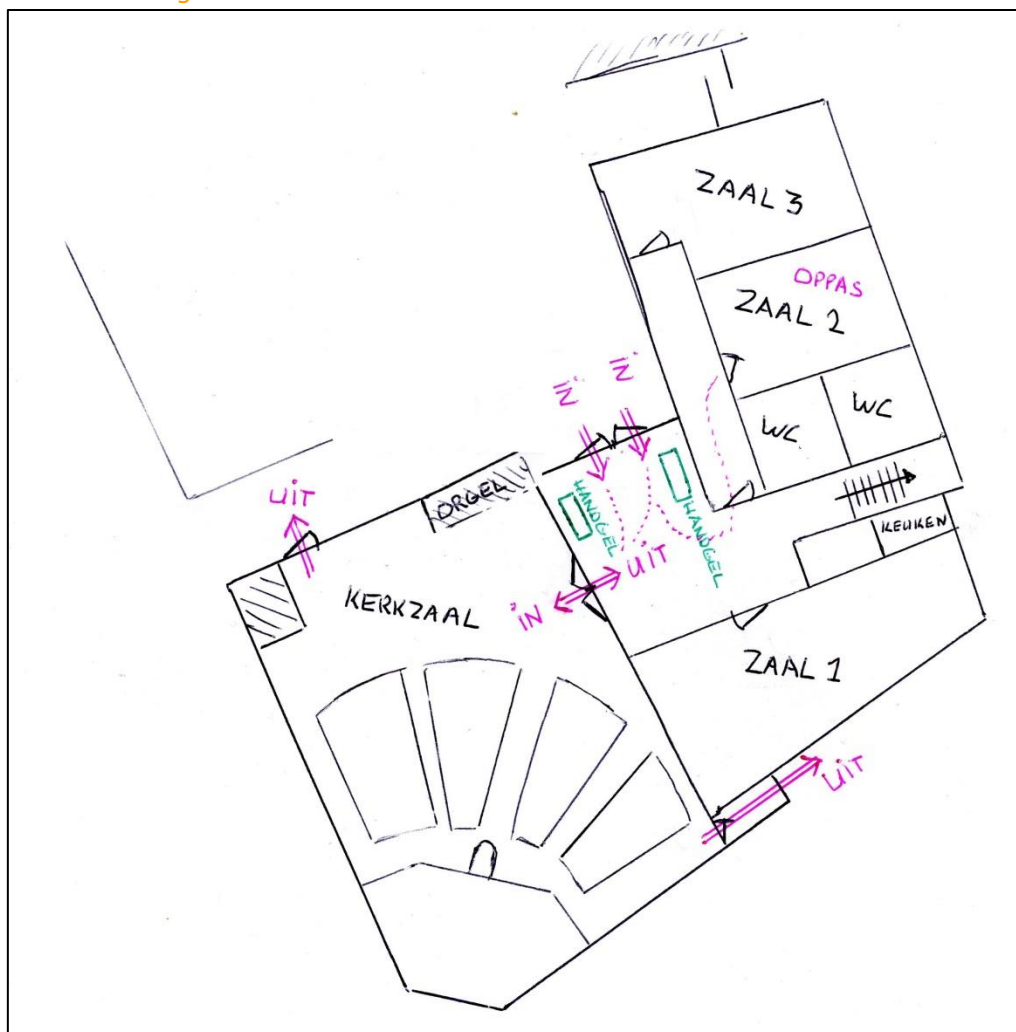 ZAAL 3
OPPAS
ZAAL 2
IN
IN
WC
WC
ORGEL
UIT
HANDGEL
HANDGEL
KEUKEN
UIT
KERKZAAL
IN
ZAAL 1
UIT